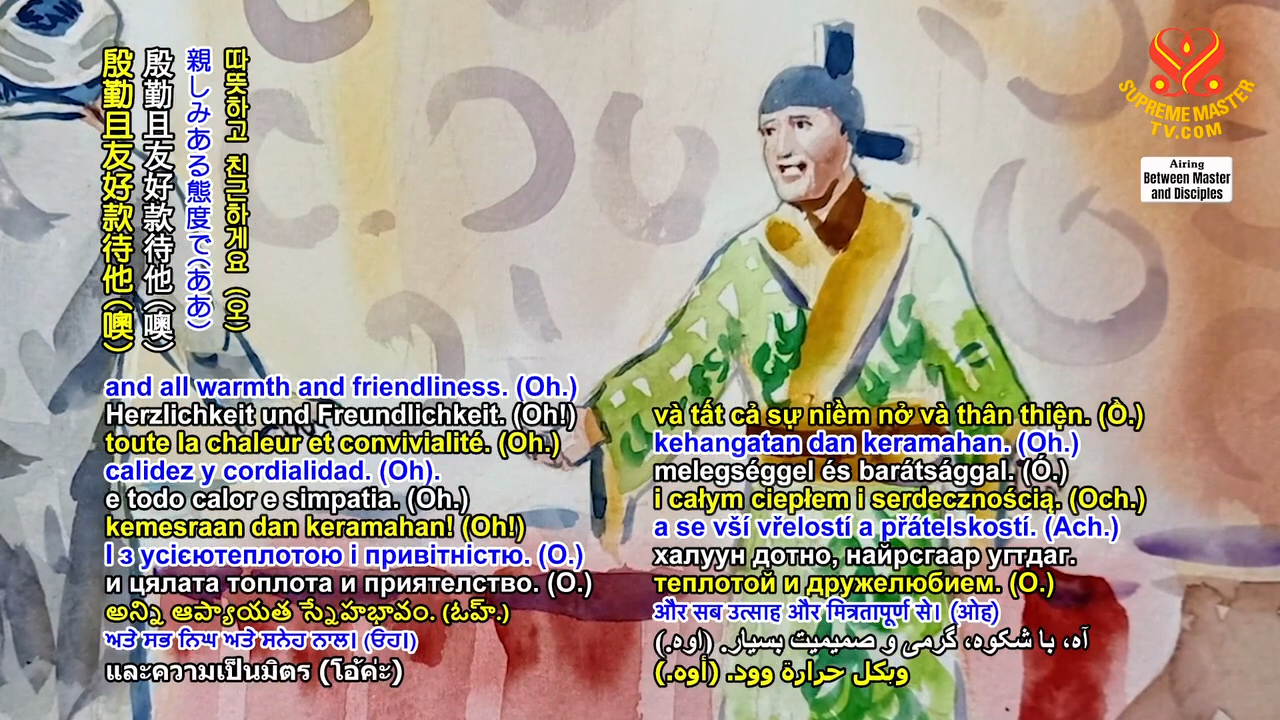 殷勤且友好款待他（噢）
殷勤且友好款待他（噢）
親しみある態度で（ああ）
따뜻하고 친근하게요 （오）
SUPREME MASTER
TV.COM
Airing
Between Master
and Disciples
and all warmth and friendliness. (Oh.)
Herzlichkeit und Freundlichkeit. (Oh!)
toute la chaleur et convivialité. (Oh.)
calidez y cordialidad. (Oh).
e todo calor e simpatia. (Oh.)
kemesraan dan keramahan! (Oh!)
І з усієютеплотою і привітністю. (О.)
и цялата топлота и приятелство. (О.)
అన్ని ఆప్యాయత స్నేహభావం. (ఓహ్.)
ਅਤੇ ਸਭ ਨਿਘ ਅਤੇ ਸਨੇਹ ਨਾਲ। (ਓਹ।)
และความเป็นมิตร (โอ้ค่ะ)
và tất cả sự niềm nở và thân thiện. (Ồ.)
kehangatan dan keramahan. (Oh.)
melegséggel és barátsággal. (Ó.)
i całym ciepłem i serdecznością. (Och.)
a se vší vřelostí a přátelskostí. (Ach.)
халуун дотно, найрсгаар угтдаг.
теплотой и дружелюбием. (О.)
और सब उत्साह और मित्रतापूर्ण से। (ओह)
آه، با شکوه، گرمی و صمیمیت بسیار. (اوه.)
وبكل حرارة وود. (أوه.)